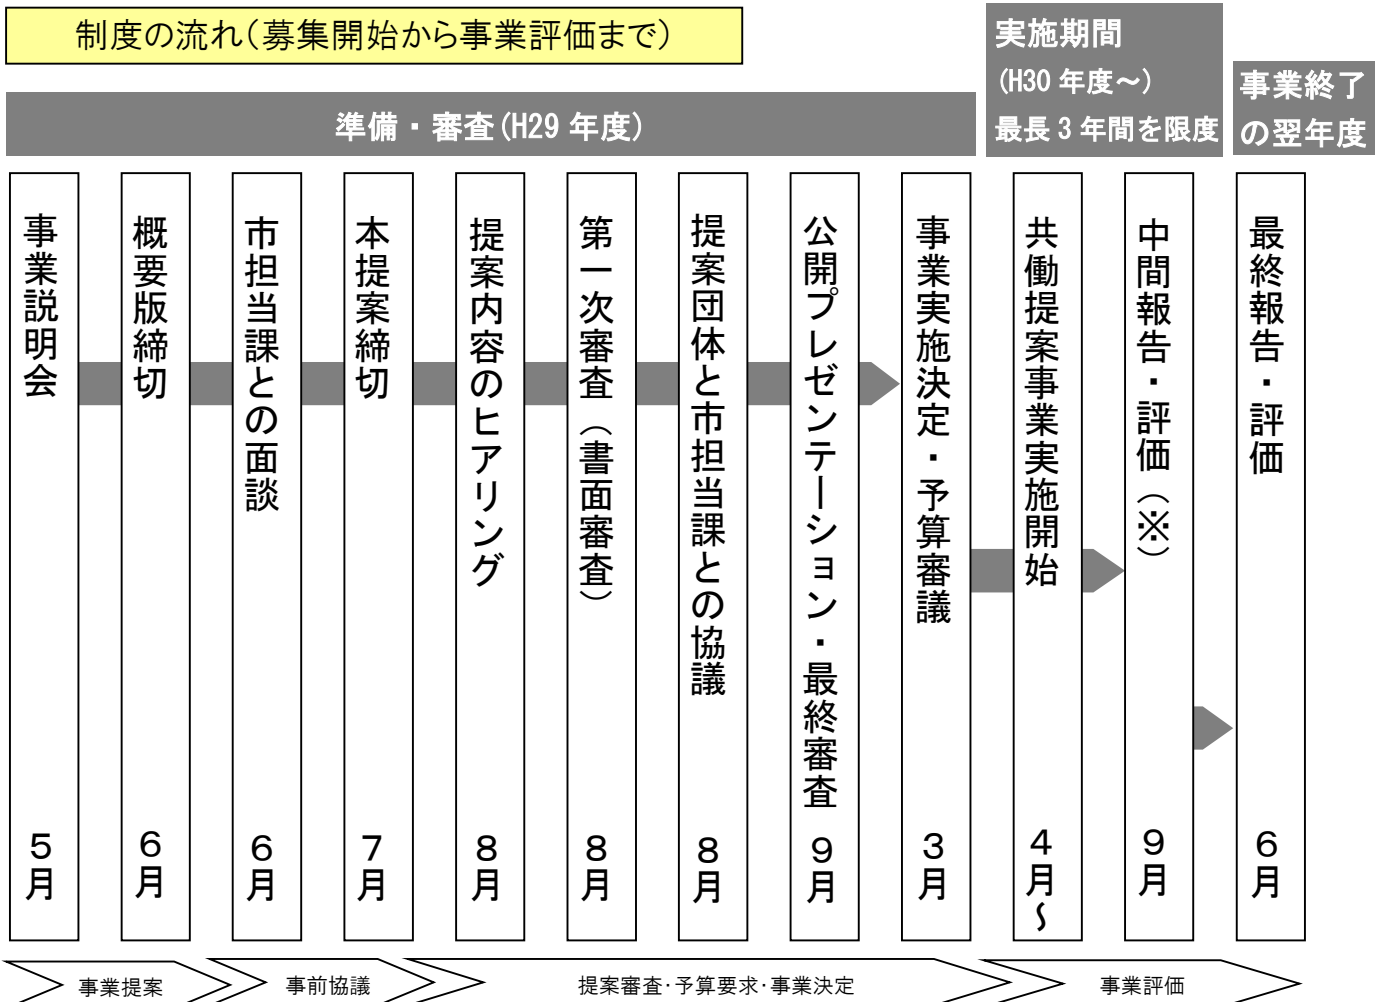 制度の流れ（募集開始から事業評価まで）
実施期間
（H30 年度～）
最長 3 年間を限度
事業終了
の翌年度
準備・審査（H29 年度）
事業説明会
5月
概要版締切
6月
市担当課との面談
6月
本提案締切
7月
提案内容のヒアリング
8月
第一次審査（書面審査）
8月
提案団体と市担当課との協議
8月
公開プレゼンテーション・最終審査
9月
事業実施決定・予算審議
3月
共働提案事業実施開始
4月～
中間報告・評価（※）
9月
最終報告・評価
6月
事業提案
事前協議
提案審査・予算要求・事業決定
事業評価